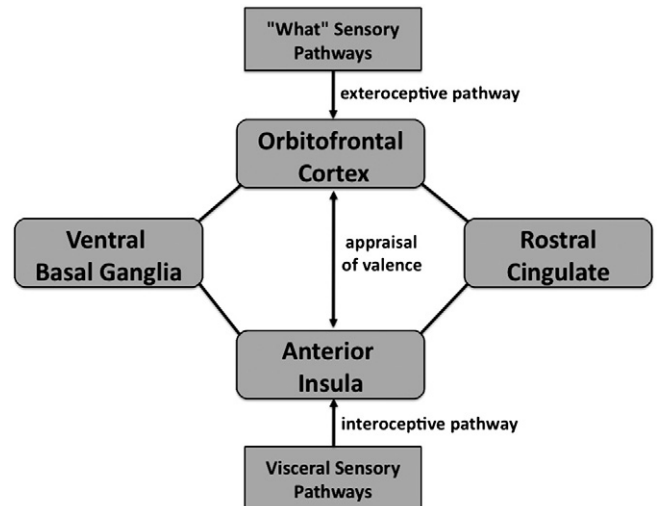 "What" Sensory
Pathways
exteroceptive pathway
Orbitofrontal
Cortex
Ventral
Basal Ganglia
appraisal
of valence
Rostral
Cingulate
Anterior
Insula
interoceptive pathway
Visceral Sensory
Pathways